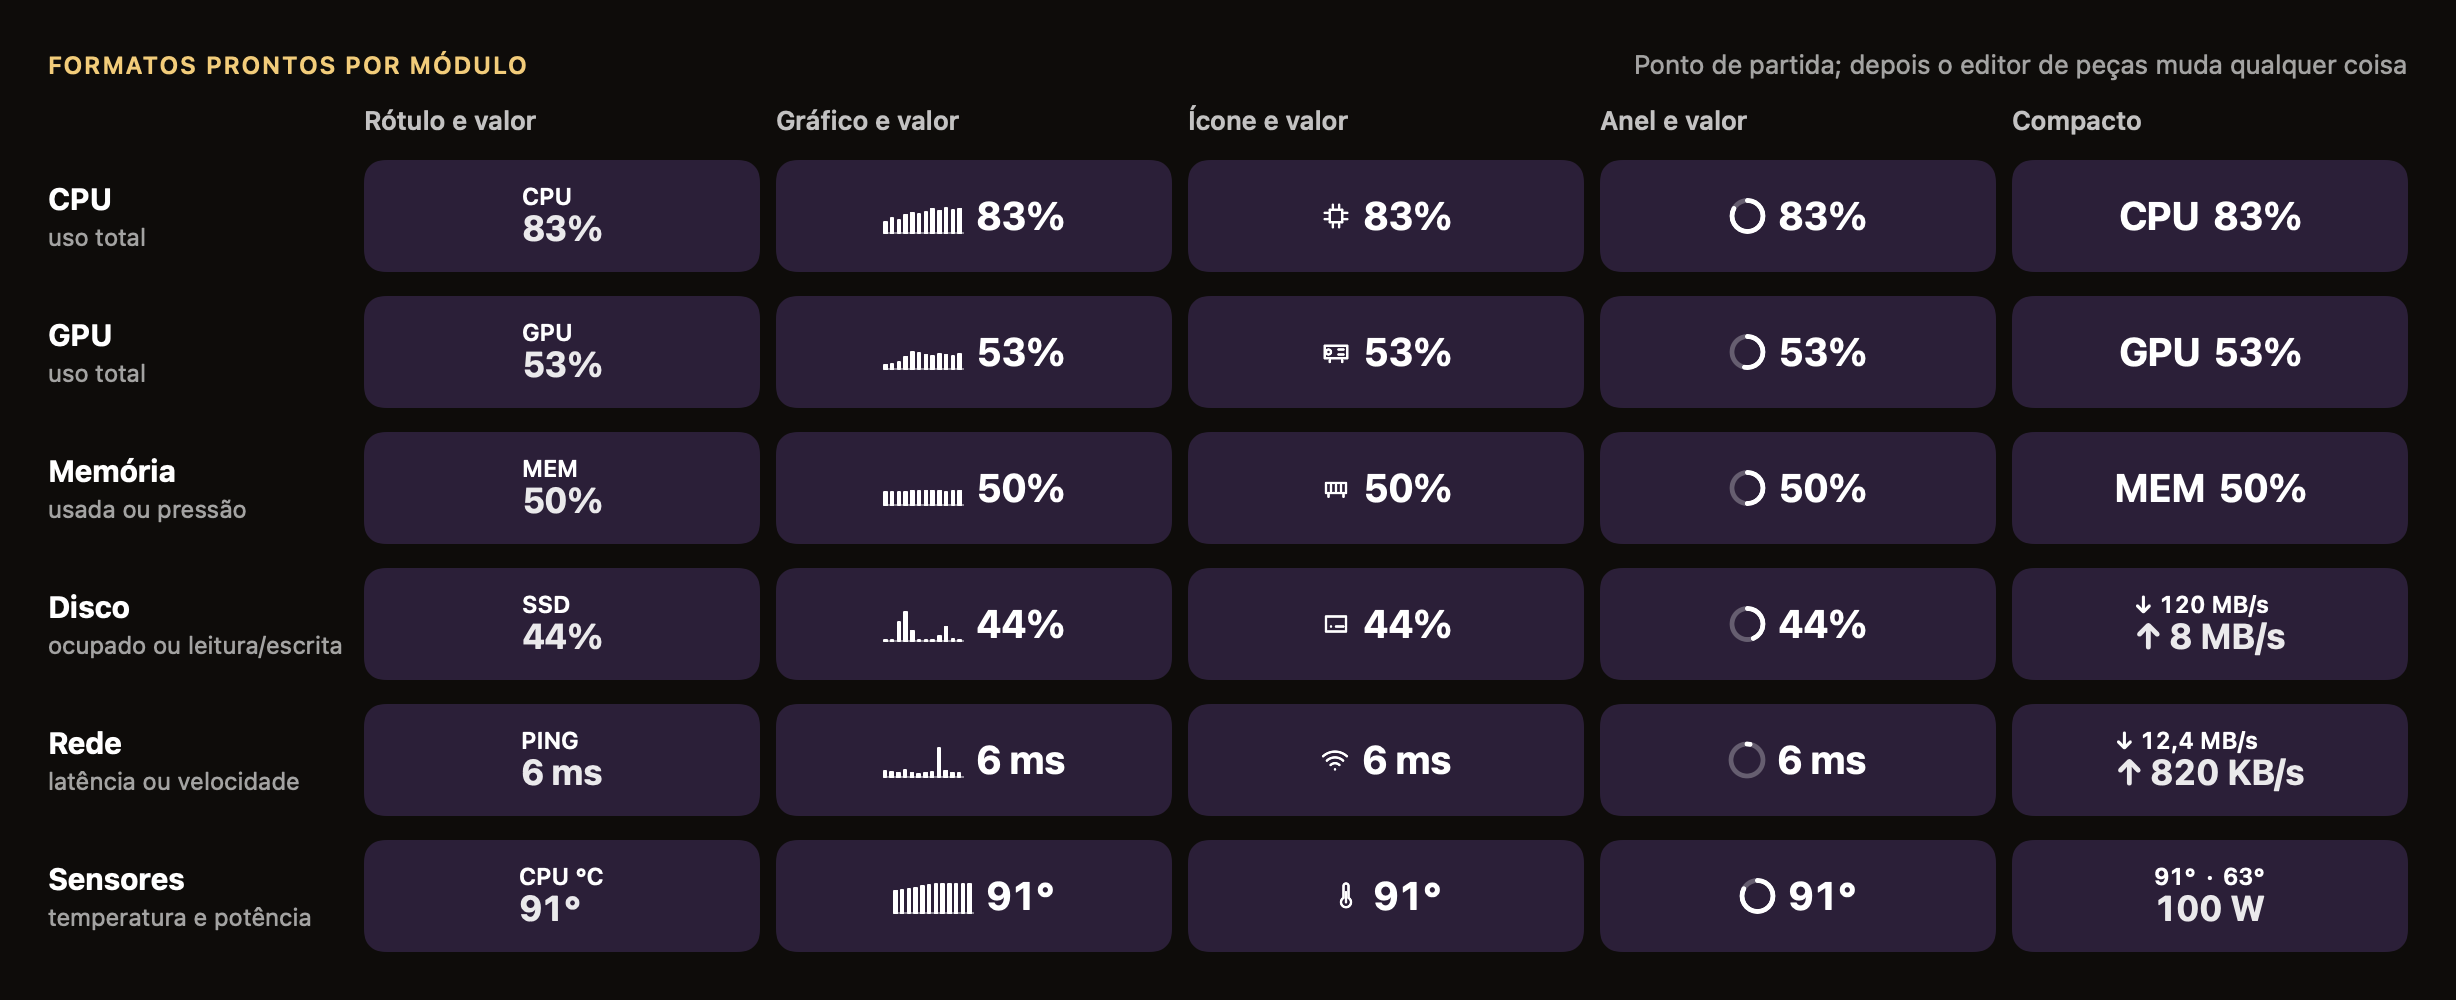 FORMATOS PRONTOS POR MÓDULO
Ponto de partida; depois o editor de peças muda qualquer coisa
Rótulo e valor
Gráfico e valor
Ícone e valor
Anel e valor
Compacto
CPU
uso total
CPU
83%
83%
83%
83%
CPU 83%
GPU
uso total
GPU
53%
53%
53%
53%
GPU 53%
Memória
usada ou pressão
MEM
50%
50%
50%
50%
MEM 50%
Disco
ocupado ou leitura/escrita
SSD
44%
44%
44%
44%
↓ 120 MB/s
↑ 8 MB/s
Rede
latência ou velocidade
PING
6 ms
6 ms
6 ms
6 ms
↓ 12,4 MB/s
↑ 820 KB/s
Sensores
temperatura e potência
CPU °C
91°
91°
91°
91°
91° · 63°
100 W